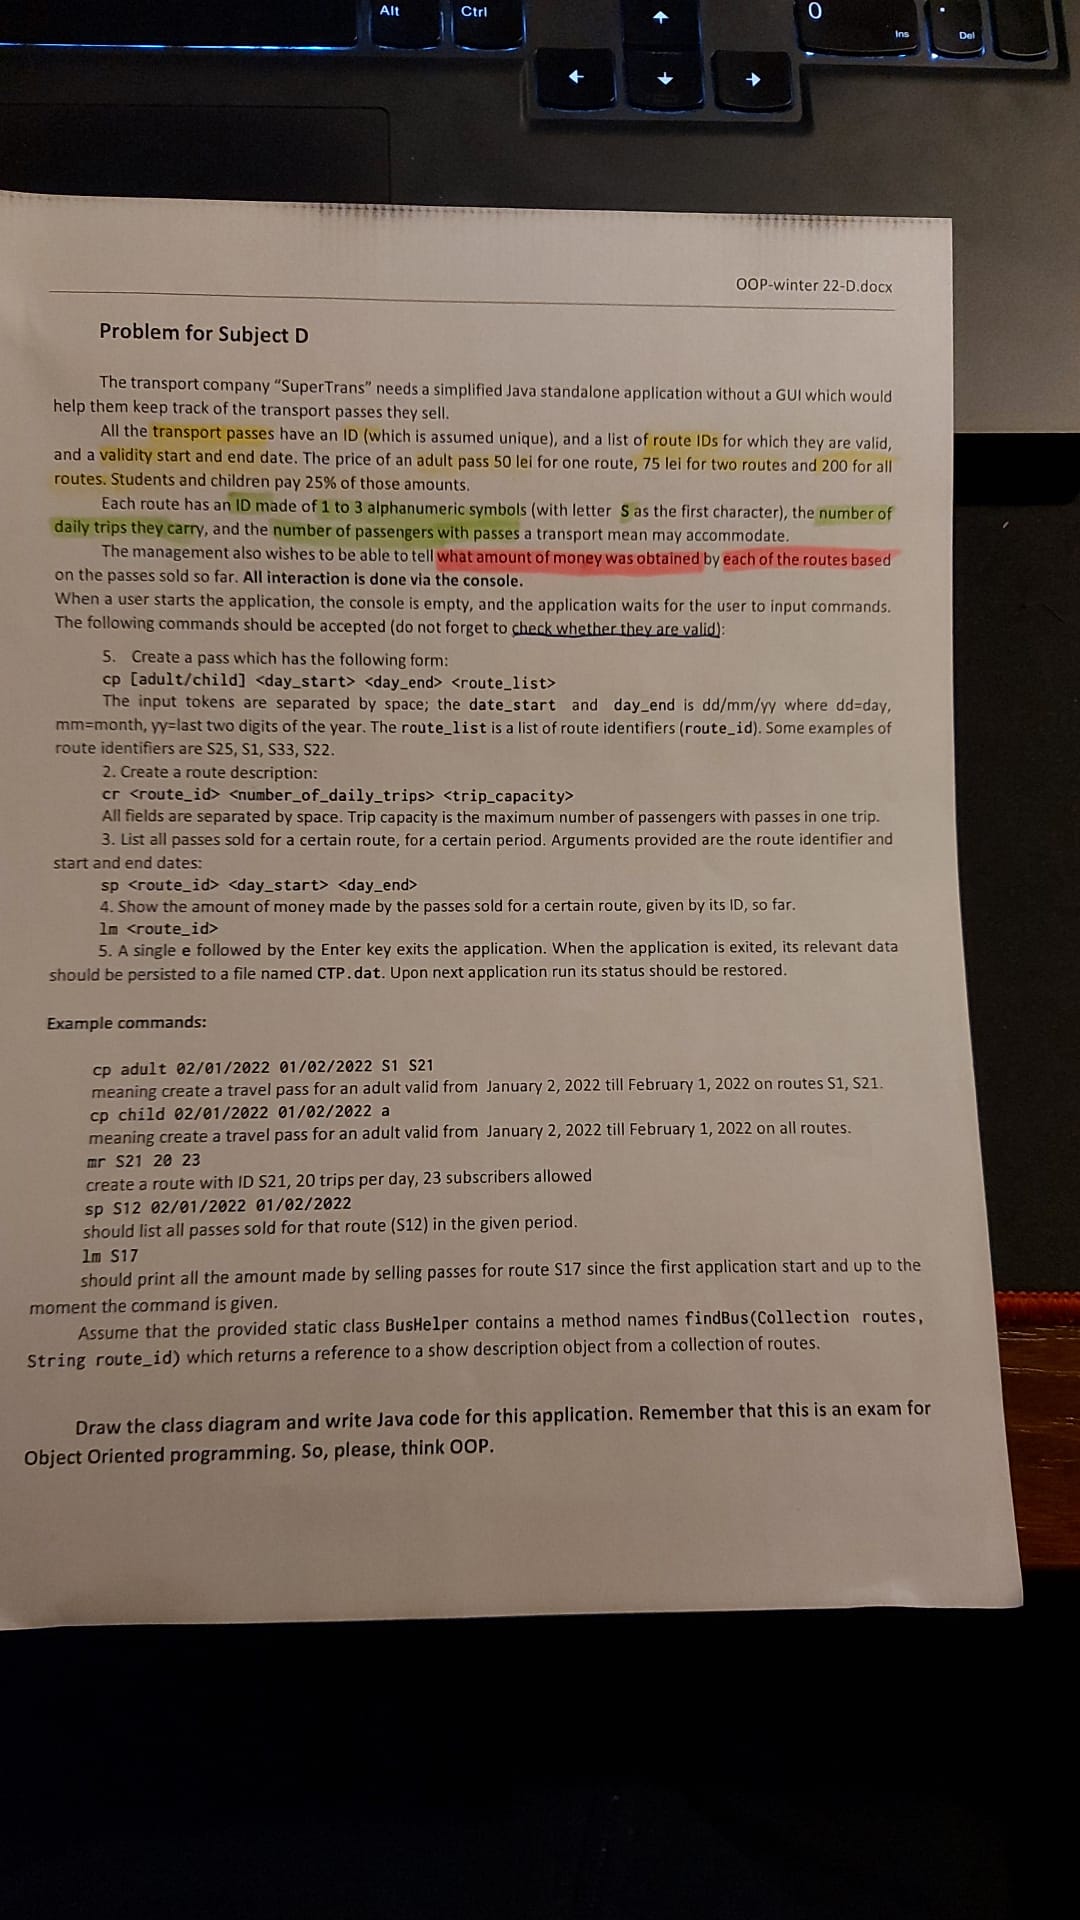 Alt
Ctrl
0
Ins
.
Del
OOP-winter 22-D.docx
Problem for Subject D
The transport company “SuperTrans” needs a simplified Java standalone application without a GUI which would
help them keep track of the transport passes they sell.
All the transport passes have an ID (which is assumed unique), and a list of route IDs for which they are valid,
and a validity start and end date. The price of an adult pass 50 lei for one route, 75 lei for two routes and 200 for all
routes. Students and children pay 25% of those amounts.
Each route has an ID made of 1 to 3 alphanumeric symbols (with letter S as the first character), the number of
daily trips they carry, and the number of passengers with passes a transport mean may accommodate.
The management also wishes to be able to tell what amount of money was obtained by each of the routes based
on the passes sold so far. All interaction is done via the console.
When a user starts the application, the console is empty, and the application waits for the user to input commands.
The following commands should be accepted (do not forget to check whether they are valid):
5. Create a pass which has the following form:
cp [adult/child] <day_start> <day_end> <route_list>
The input tokens are separated by space; the date_start and day_end is dd/mm/yy where dd=day,
mm=month, yy=last two digits of the year. The route_list is a list of route identifiers (route_id). Some examples of
route identifiers are S25, S1, S33, S22.
2. Create a route description:
cr <route_id> <number_of_daily_trips> <trip_capacity>
All fields are separated by space. Trip capacity is the maximum number of passengers with passes in one trip.
3. List all passes sold for a certain route, for a certain period. Arguments provided are the route identifier and
start and end dates:
sp <route_id> <day_start> <day_end>
4. Show the amount of money made by the passes sold for a certain route, given by its ID, so far.
lm <route_id>
5. A single e followed by the Enter key exits the application. When the application is exited, its relevant data
should be persisted to a file named CTP.dat. Upon next application run its status should be restored.
Example commands:
cp adult 02/01/2022 01/02/2022 S1 S21
meaning create a travel pass for an adult valid from January 2, 2022 till February 1, 2022 on routes S1, S21.
cp child 02/01/2022 01/02/2022 a
meaning create a travel pass for an adult valid from January 2, 2022 till February 1, 2022 on all routes.
mr S21 20 23
create a route with ID S21, 20 trips per day, 23 subscribers allowed
sp S12 02/01/2022 01/02/2022
should list all passes sold for that route (S12) in the given period.
lm S17
should print all the amount made by selling passes for route S17 since the first application start and up to the
moment the command is given.
Assume that the provided static class BusHelper contains a method names findBus(Collection routes,
String route_id) which returns a reference to a show description object from a collection of routes.
Draw the class diagram and write Java code for this application. Remember that this is an exam for
Object Oriented programming. So, please, think OOP.